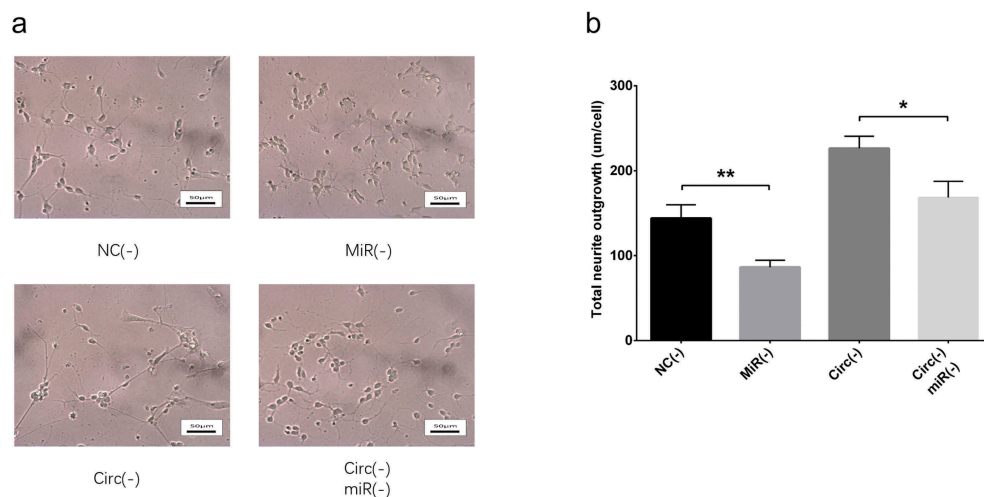 a
50μm
50μm
NC(-)
MiR(-)
50μm
50μm
Circ(-)
Circ(-)
miR(-)
b
Total neurite outgrowth (um/cell)
300
200
100
0
**
*
NC(-)
MiR(-)
Circ(-)
Circ(-)
miR(-)